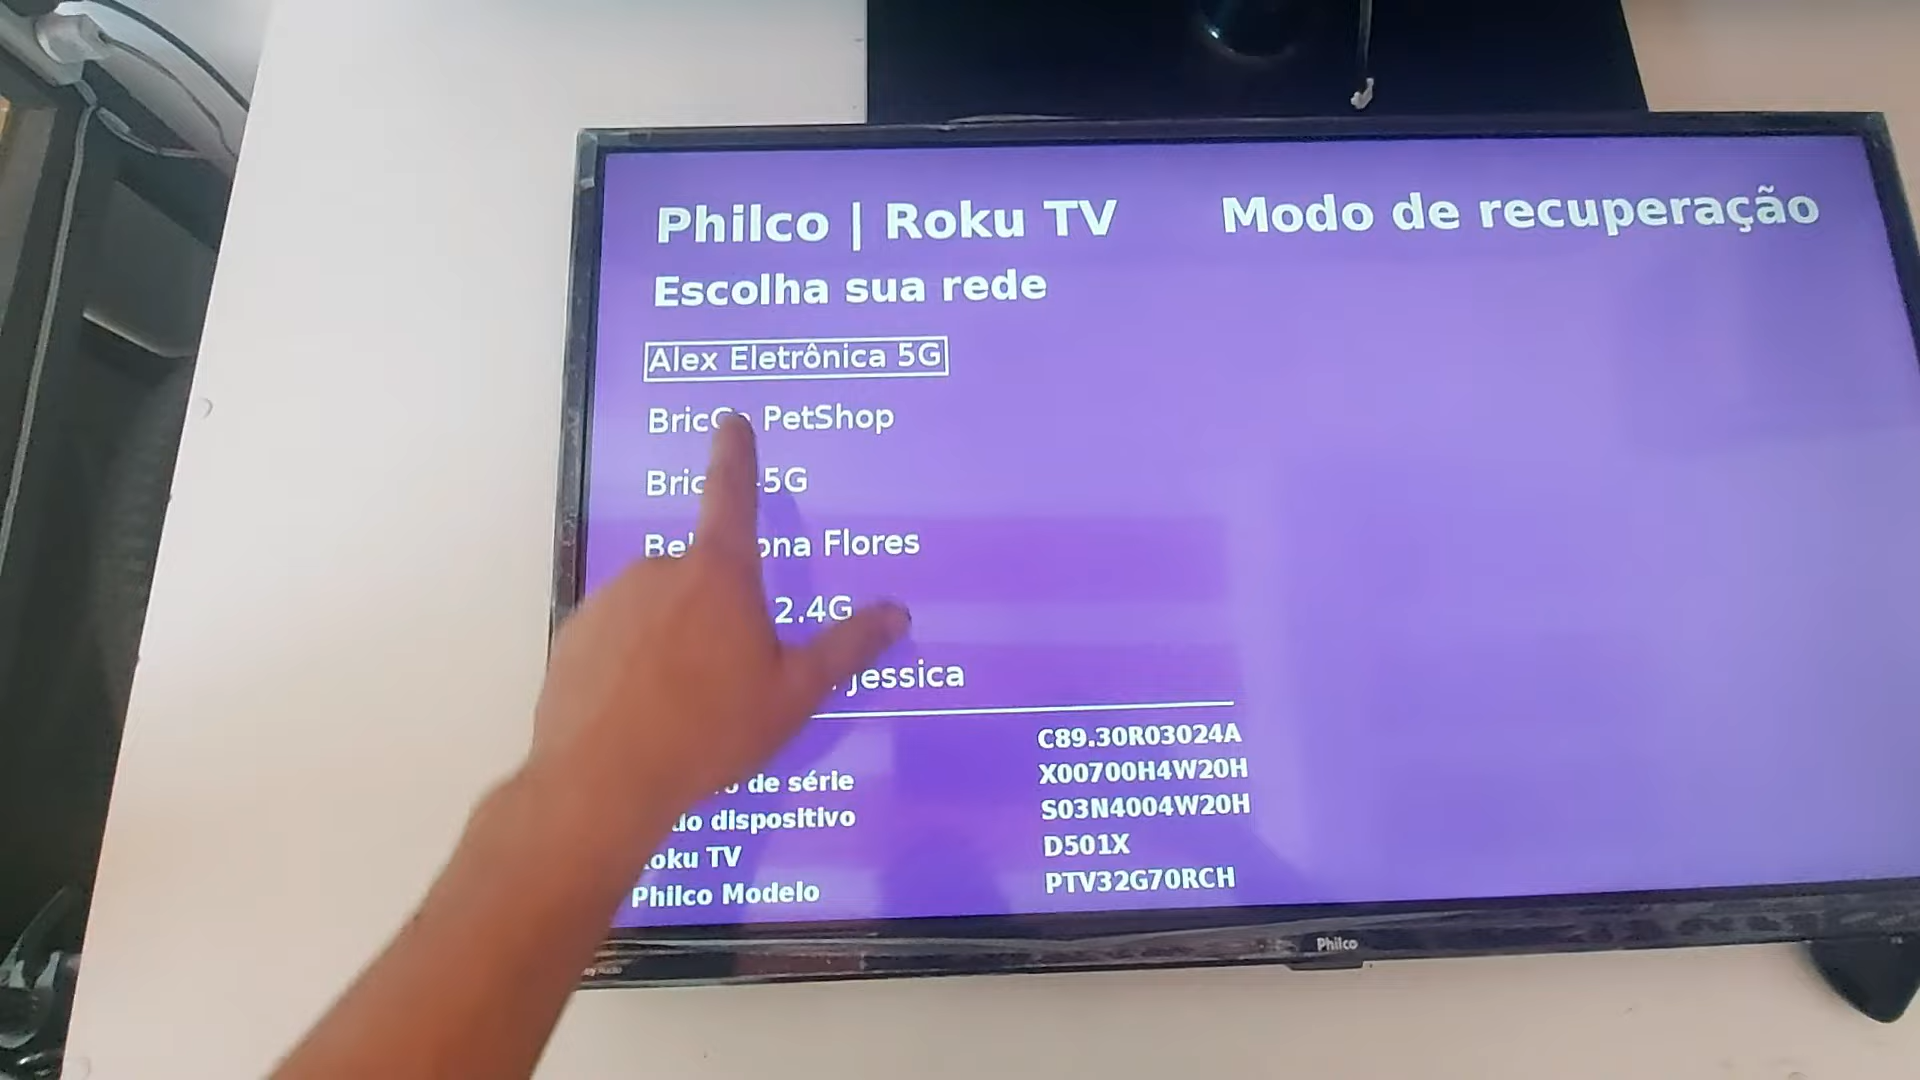 Philco | Roku TV Modo de recuperação
Escolha sua rede
Alex Eletrônica 5G
PetShop
5G
Flores
2.4G
Jessica
C89.30R03024A
de série X00700H4W20H
dispositivo S03N4004W20H
TV D501X
Philco Modelo PTV32G70RCH
Philco